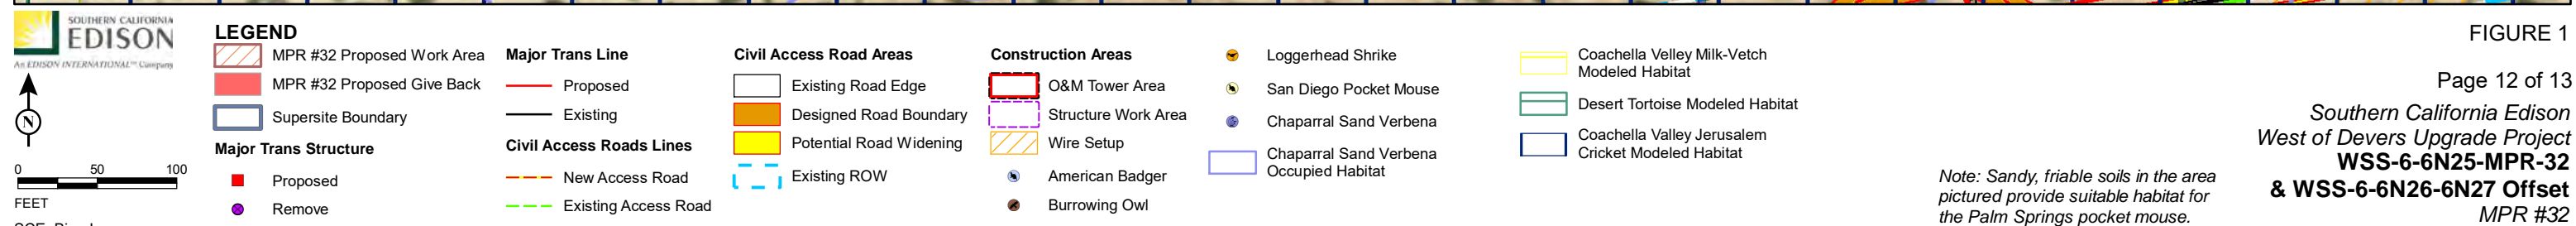 SOUTHERN CALIFORNIA
EDISON
An EDISON INTERNATIONAL℠ Company
N
0 50 100
FEET
LEGEND
MPR #32 Proposed Work Area
MPR #32 Proposed Give Back
Supersite Boundary
Major Trans Structure
Proposed
Remove
Major Trans Line
Proposed
Existing
Civil Access Roads Lines
New Access Road
Existing Access Road
Civil Access Road Areas
Existing Road Edge
Designed Road Boundary
Potential Road Widening
Existing ROW
Construction Areas
O&M Tower Area
Structure Work Area
Wire Setup
American Badger
Burrowing Owl
Loggerhead Shrike
San Diego Pocket Mouse
Chaparral Sand Verbena
Chaparral Sand Verbena
Occupied Habitat
Coachella Velley Milk-Vetch
Modeled Habitat
Desert Tortoise Modeled Habitat
Coachella Valley Jerusalem
Cricket Modeled Habitat
Note: Sandy, friable soils in the area
pictured provide suitable habitat for
the Palm Springs pocket mouse.
FIGURE 1
Page 12 of 13
Southern California Edison
West of Devers Upgrade Project
WSS-6-6N25-MPR-32
& WSS-6-6N26-6N27 Offset
MPR #32